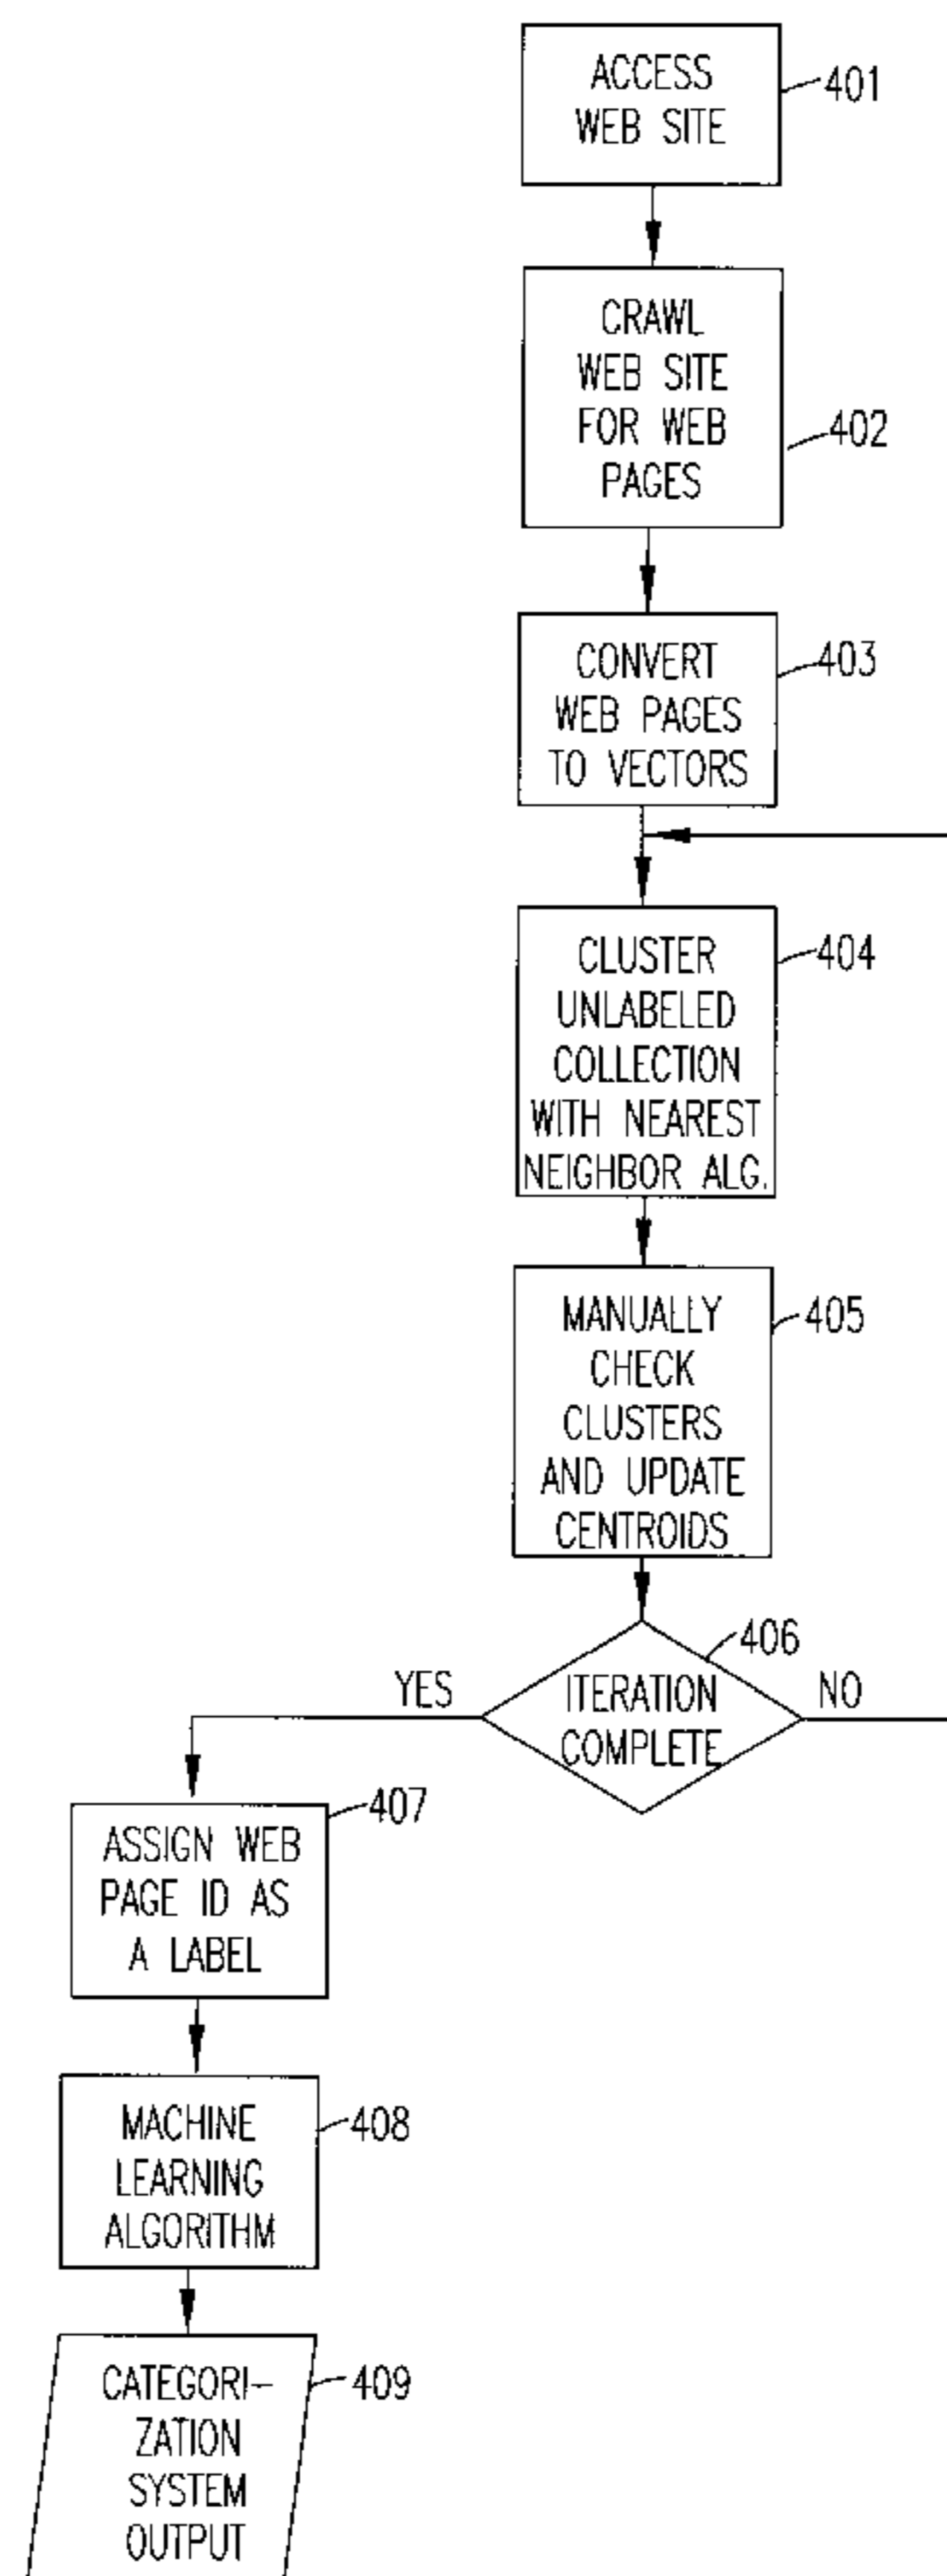 ACCESS
WEB SITE
401
CRAWL
WEB SITE
FOR WEB
PAGES
402
CONVERT
WEB PAGES
TO VECTORS
403
CLUSTER
UNLABELED
COLLECTION
WITH NEAREST
NEIGHBOR ALG.
404
MANUALLY
CHECK
CLUSTERS
AND UPDATE
CENTROIDS
405
ITERATION
COMPLETE
406
YES
NO
ASSIGN WEB
PAGE ID AS
A LABEL
407
MACHINE
LEARNING
ALGORITHM
408
CATEGORI-
ZATION
SYSTEM
OUTPUT
409